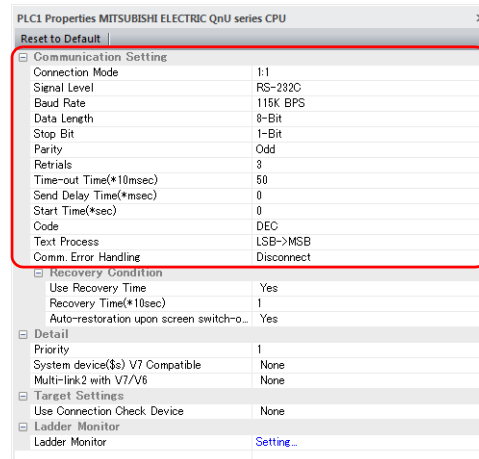 PLC1 Properties MITSUBISHI ELECTRIC QnU series CPU
Reset to Default
Communication Setting
Connection Mode 1:1
Signal Level RS-232C
Baud Rate 115K BPS
Data Length 8-Bit
Stop Bit 1-Bit
Parity Odd
Retrials 3
Time-out Time(*10msec) 50
Send Delay Time(*msec) 0
Start Time(*sec) 0
Code DEC
Text Process LSB->MSB
Comm. Error Handling Disconnect
Recovery Condition
Use Recovery Time Yes
Recovery Time(*10sec) 1
Auto-restoration upon screen switch-o... Yes
Detail
Priority 1
System device($s) V7 Compatible None
Multi-link2 with V7/V6 None
Target Settings
Use Connection Check Device None
Ladder Monitor
Ladder Monitor Setting...